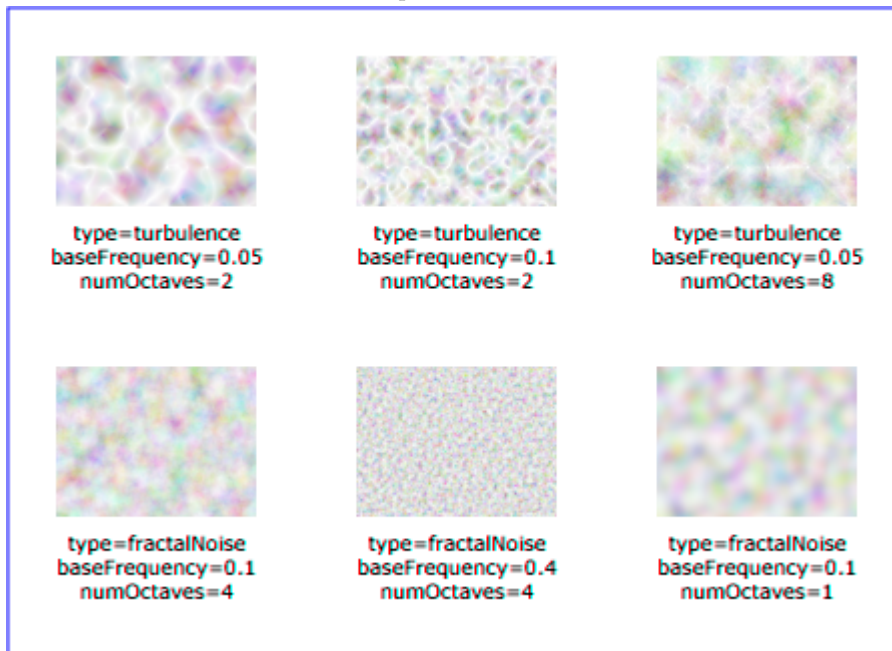 type=turbulence
baseFrequency=0.05
numOctaves=2
type=turbulence
baseFrequency=0.1
numOctaves=2
type=turbulence
baseFrequency=0.05
numOctaves=8
type=fractalNoise
baseFrequency=0.1
numOctaves=4
type=fractalNoise
baseFrequency=0.4
numOctaves=4
type=fractalNoise
baseFrequency=0.1
numOctaves=1